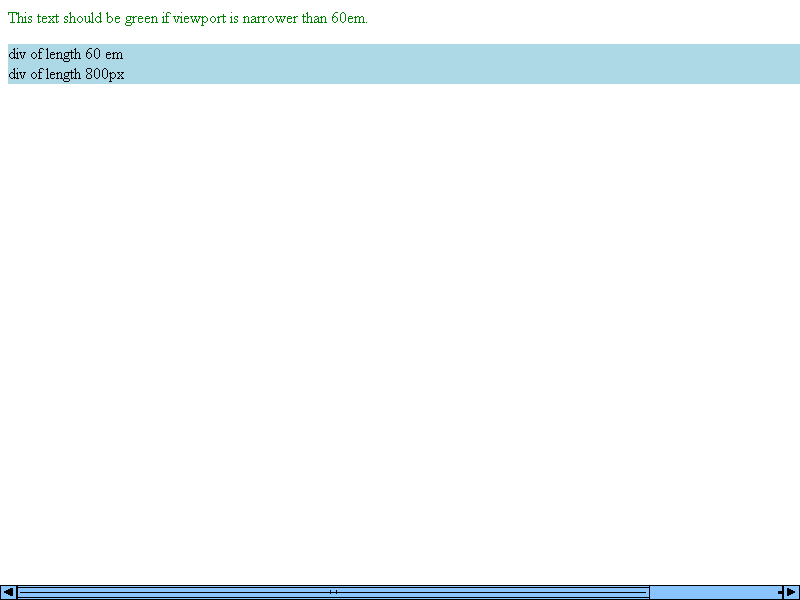 This text should be green if viewport is narrower than 60em.
div of length 60 em
div of length 800px